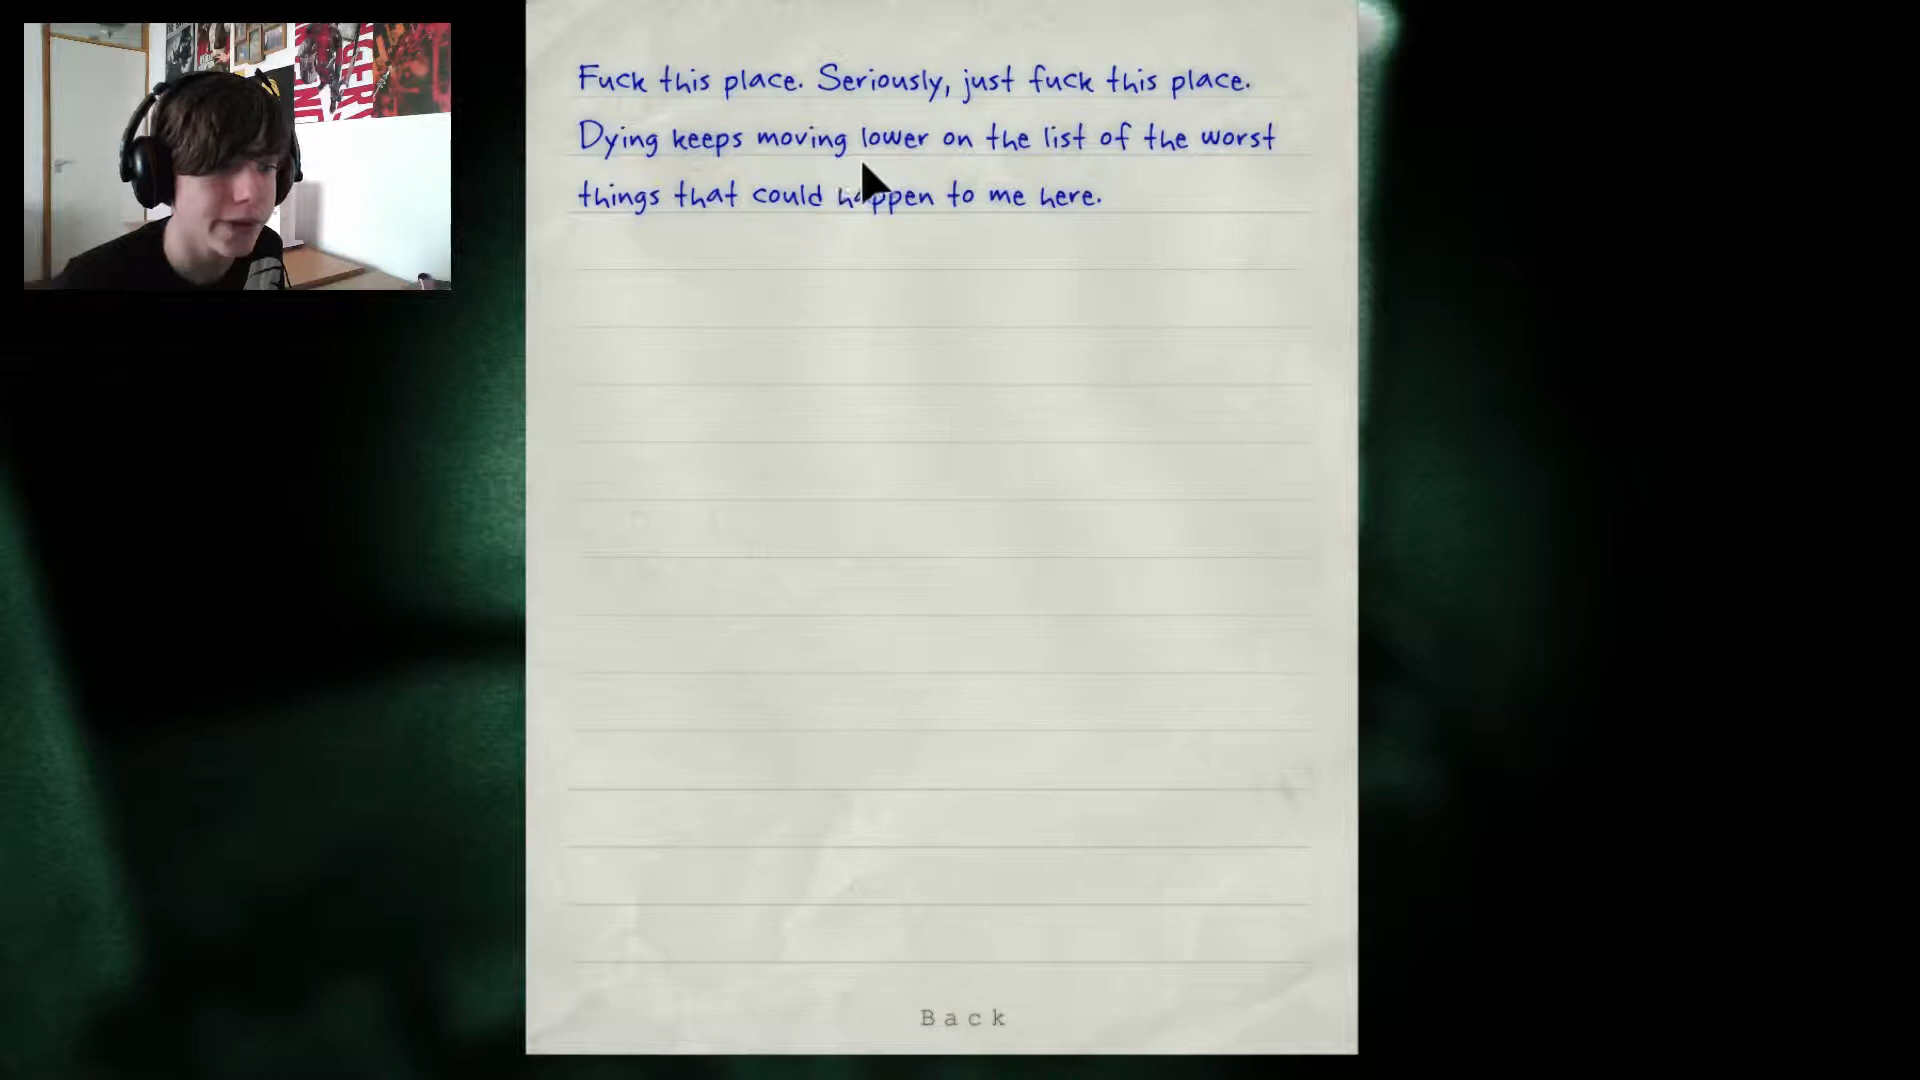 Fuck this place. Seriously, just fuck this place.
Dying keeps moving lower on the list of the worst
things that could happen to me here.
Back